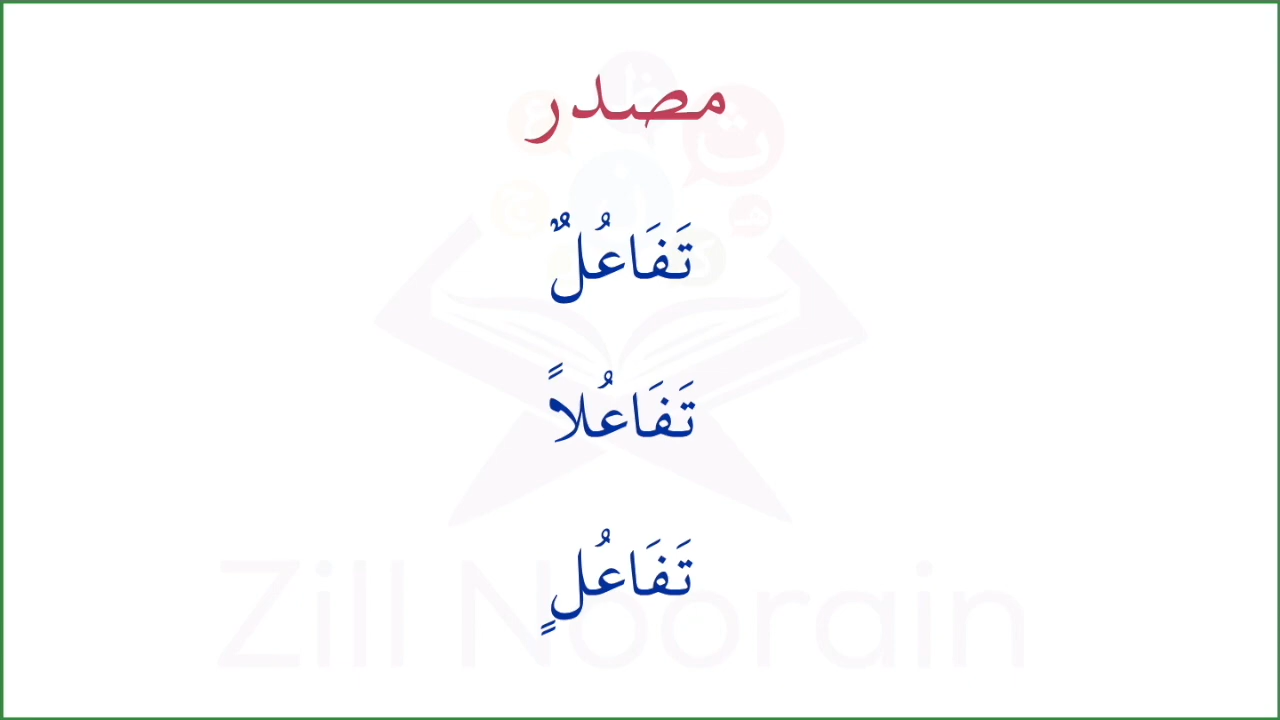 مصدر
تَفَاعُلٌ
تَفَاعُلاً
تَفَاعُلٍ
Zill Noorain